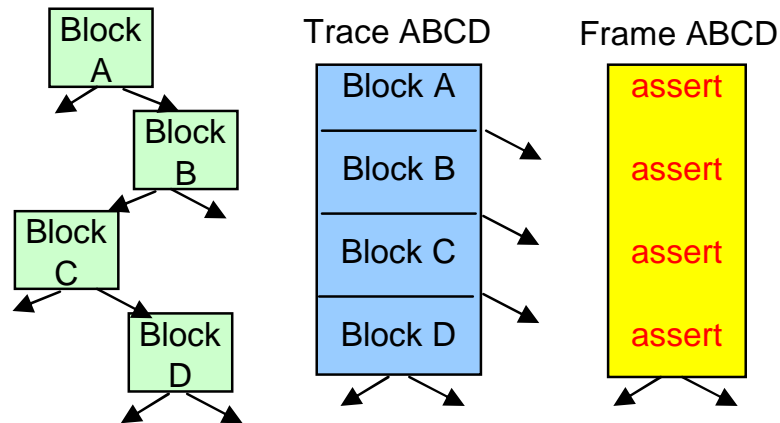 Block
A
Block
B
Block
C
Block
D
Trace ABCD
Block A
Block B
Block C
Block D
Frame ABCD
assert
assert
assert
assert